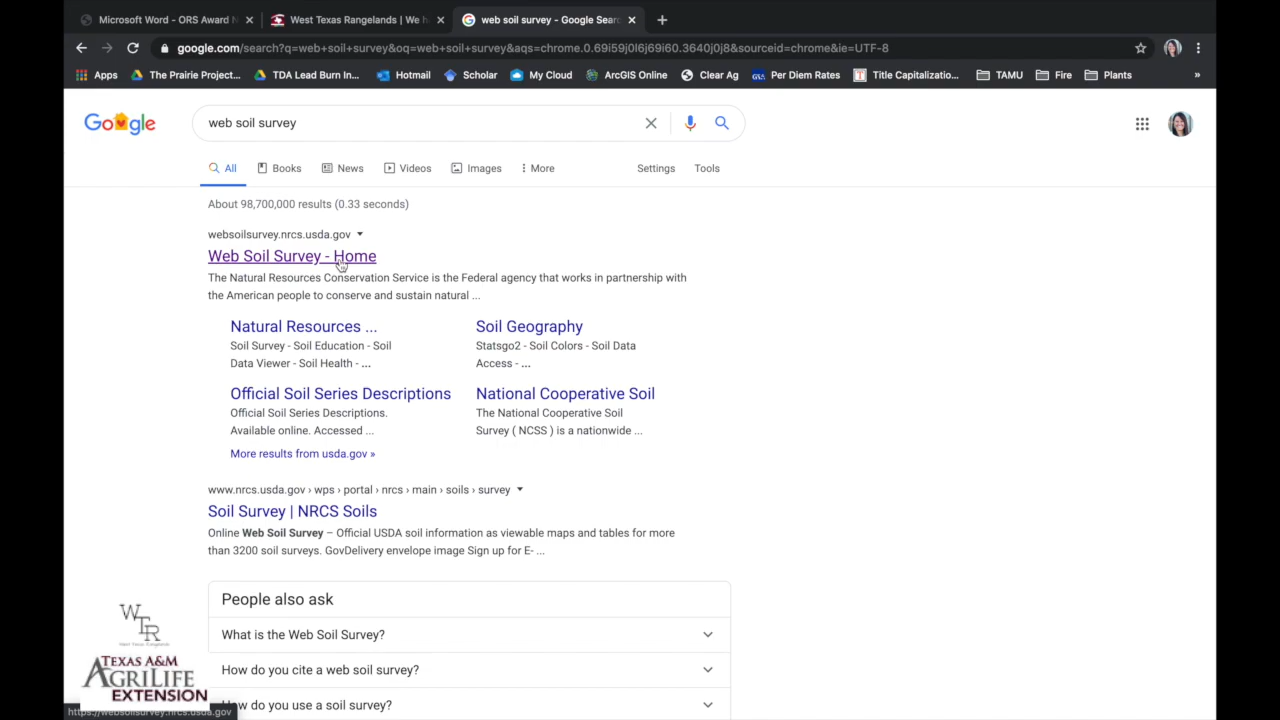 Microsoft Word - ORS Award N
West Texas Rangelands | We h
web soil survey - Google Sear
google.com/search?q=web+soil+survey&oq=web+soil+survey&aqs=chrome.0.69i59j0l6j69i60.3640j0j8&sourceid=chrome&ie=UTF-8
Apps
The Prairie Project...
TDA Lead Burn In...
Hotmail
Scholar
My Cloud
ArcGIS Online
Clear Ag
GSA
Per Diem Rates
Title Capitalizatio...
TAMU
Fire
Plants
»
Google
web soil survey
All
Books
News
Videos
Images
More
Settings
Tools
About 98,700,000 results (0.33 seconds)
websoilsurvey.nrcs.usda.gov
Web Soil Survey - Home
The Natural Resources Conservation Service is the Federal agency that works in partnership with
the American people to conserve and sustain natural ...
Natural Resources ...
Soil Survey - Soil Education - Soil
Data Viewer - Soil Health - ...
Soil Geography
Statsgo2 - Soil Colors - Soil Data
Access - ...
Official Soil Series Descriptions
Official Soil Series Descriptions.
Available online. Accessed ...
National Cooperative Soil
The National Cooperative Soil
Survey ( NCSS ) is a nationwide ...
More results from usda.gov »
www.nrcs.usda.gov › wps › portal › nrcs › main › soils › survey
Soil Survey | NRCS Soils
Online Web Soil Survey – Official USDA soil information as viewable maps and tables for more
than 3200 soil surveys. GovDelivery envelope image Sign up for E- ...
People also ask
What is the Web Soil Survey?
How do you cite a web soil survey?
How do you use a soil survey?
WTR
West Texas Rangelands
TEXAS A&M
AGRILIFE
EXTENSION
https://websoilsurvey.nrcs.usda.gov